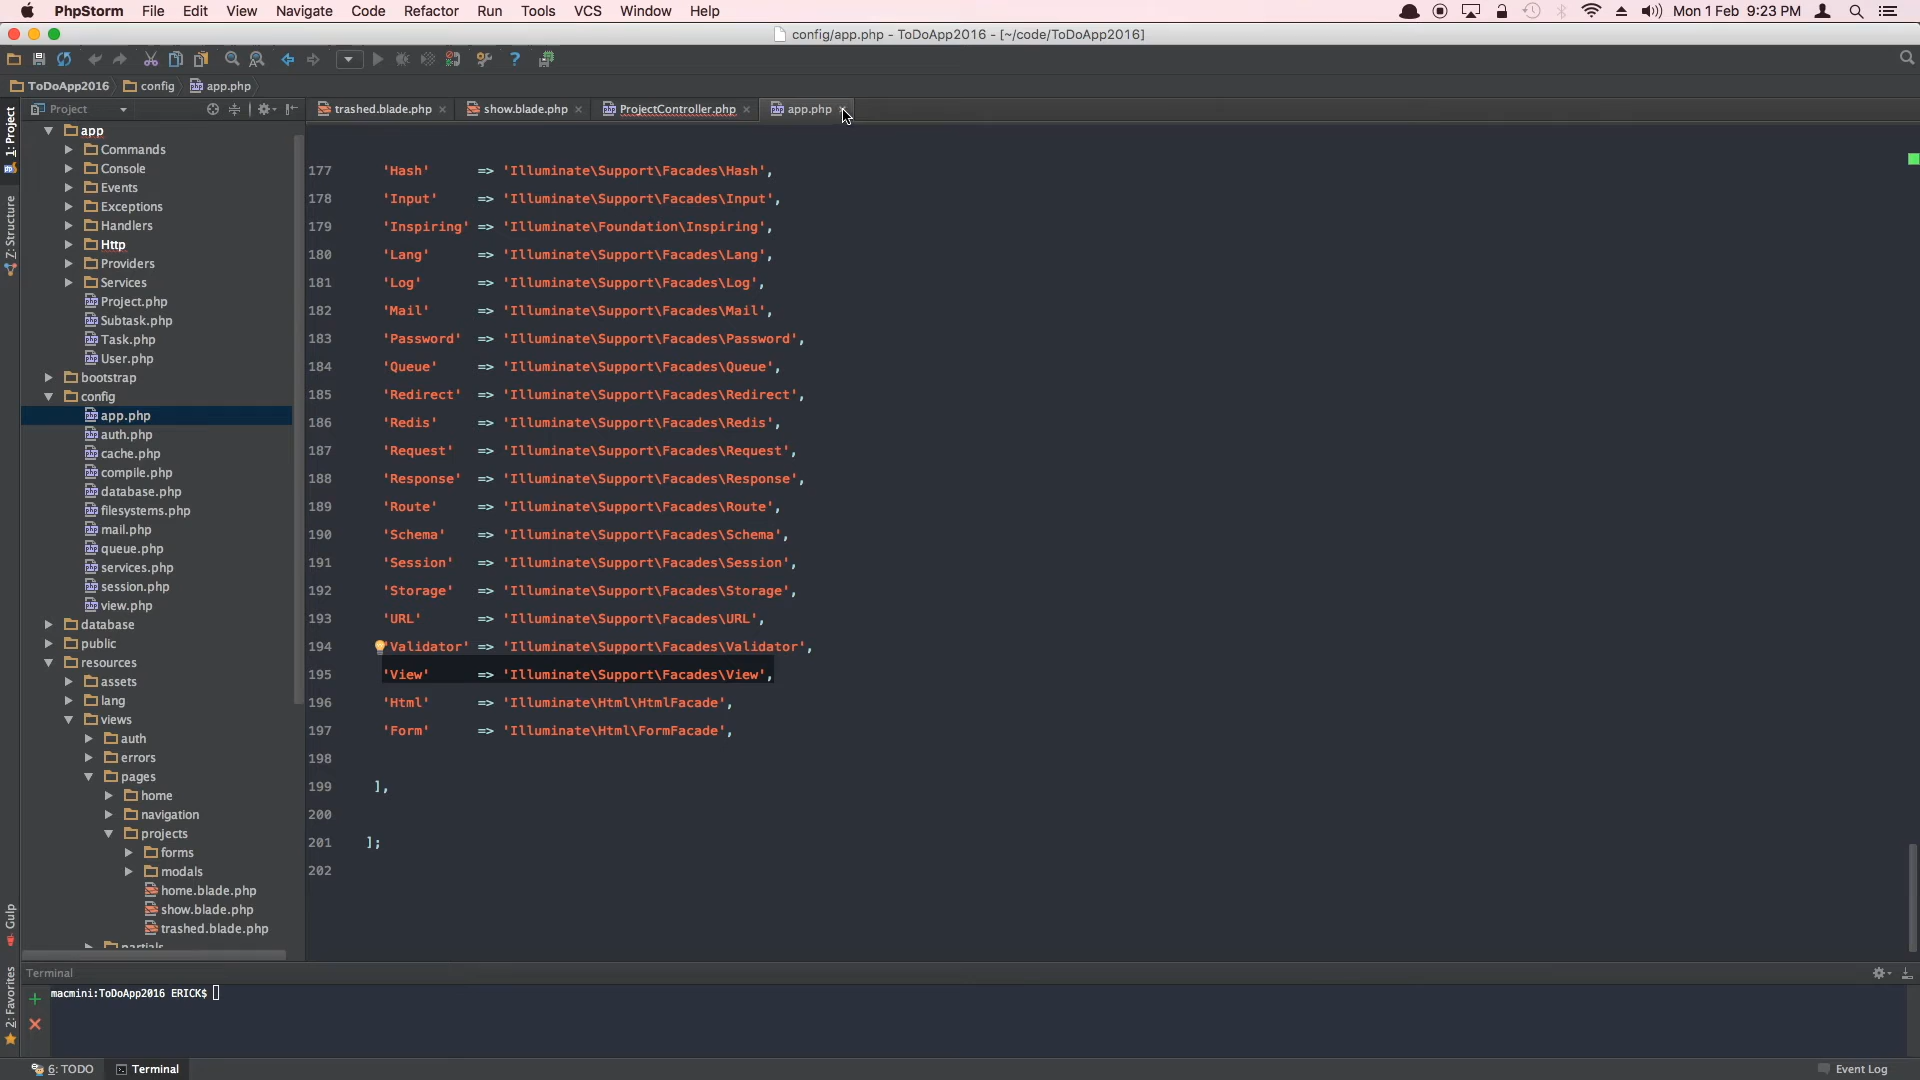 PhpStorm File Edit View Navigate Code Refactor Run Tools VCS Window Help Mon 1 Feb 9:23 PM
config/app.php - ToDoApp2016 - [~/code/ToDoApp2016]
ToDoApp2016 config app.php
Project
trashed.blade.php show.blade.php ProjectController.php app.php
1: Project
Z: Structure
Gulp
2: Favorites
app
Commands
Console
Events
Exceptions
Handlers
Http
Providers
Services
Project.php
Subtask.php
Task.php
User.php
bootstrap
config
app.php
auth.php
cache.php
compile.php
database.php
filesystems.php
mail.php
queue.php
services.php
session.php
view.php
database
public
resources
assets
lang
views
auth
errors
pages
home
navigation
projects
forms
modals
home.blade.php
show.blade.php
trashed.blade.php
partials
177 'Hash' => 'Illuminate\Support\Facades\Hash',
178 'Input' => 'Illuminate\Support\Facades\Input',
179 'Inspiring' => 'Illuminate\Foundation\Inspiring',
180 'Lang' => 'Illuminate\Support\Facades\Lang',
181 'Log' => 'Illuminate\Support\Facades\Log',
182 'Mail' => 'Illuminate\Support\Facades\Mail',
183 'Password' => 'Illuminate\Support\Facades\Password',
184 'Queue' => 'Illuminate\Support\Facades\Queue',
185 'Redirect' => 'Illuminate\Support\Facades\Redirect',
186 'Redis' => 'Illuminate\Support\Facades\Redis',
187 'Request' => 'Illuminate\Support\Facades\Request',
188 'Response' => 'Illuminate\Support\Facades\Response',
189 'Route' => 'Illuminate\Support\Facades\Route',
190 'Schema' => 'Illuminate\Support\Facades\Schema',
191 'Session' => 'Illuminate\Support\Facades\Session',
192 'Storage' => 'Illuminate\Support\Facades\Storage',
193 'URL' => 'Illuminate\Support\Facades\URL',
194 'Validator' => 'Illuminate\Support\Facades\Validator',
195 'View' => 'Illuminate\Support\Facades\View',
196 'Html' => 'Illuminate\Html\HtmlFacade',
197 'Form' => 'Illuminate\Html\FormFacade',
198
199 ],
200
201 ];
202
Terminal
macmini:ToDoApp2016 ERICK$
6: TODO Terminal Event Log